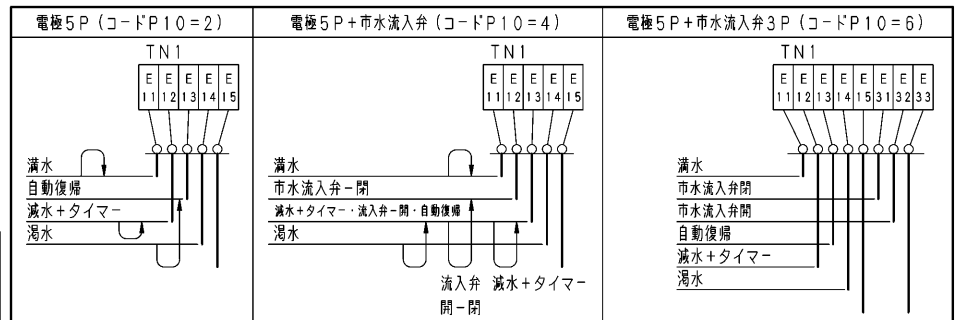 電極5P(コードP10=2)
TN1
E11 E12 E13 E14 E15
満水
自動復帰
減水+タイマー
渇水
電極5P+市水流入弁(コードP10=4)
TN1
E11 E12 E13 E14 E15
満水
市水流入弁-閉
減水+タイマー・流入弁-開・自動復帰
渇水
流入弁 減水+タイマー
開-閉
電極5P+市水流入弁3P(コードP10=6)
TN1
E11 E12 E13 E14 E15 E31 E32 E33
満水
市水流入弁閉
市水流入弁開
自動復帰
減水+タイマー
渇水